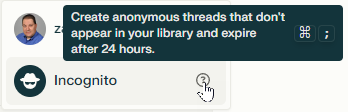 Create anonymous threads that don't
appear in your library and expire
after 24 hours.
⌘ ;
Incognito
?